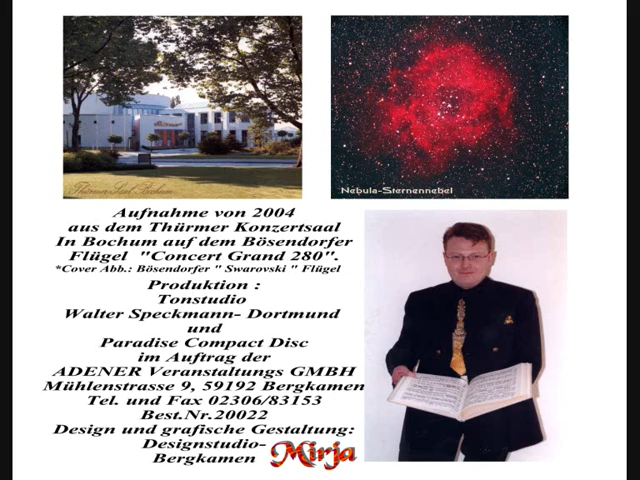 Thürmer Saal Bochum
Nebula-Sternennebel
Aufnahme von 2004
aus dem Thürmer Konzertsaal
In Bochum auf dem Bösendorfer
Flügel "Concert Grand 280".
*Cover Abb.: Bösendorfer " Swarovski " Flügel
Produktion :
Tonstudio
Walter Speckmann- Dortmund
und
Paradise Compact Disc
im Auftrag der
ADENER Veranstaltungs GMBH
Mühlenstrasse 9, 59192 Bergkamen
Tel. und Fax 02306/83153
Best.Nr.20022
Design und grafische Gestaltung:
Designstudio-
Bergkamen Mirja